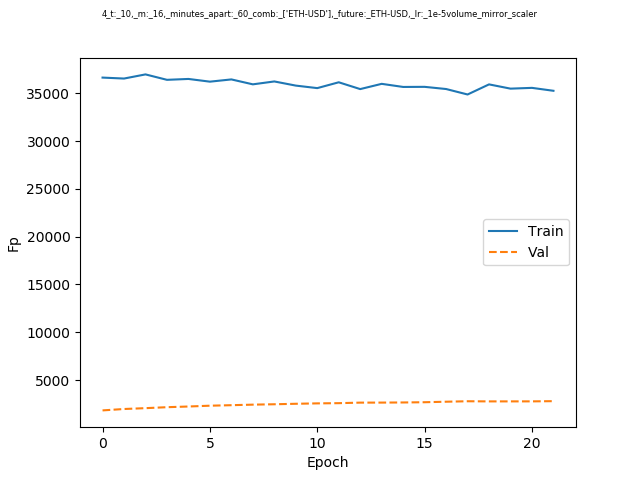 4_t:_10,_m:_16,_minutes_apart:_60_comb:_['ETH-USD'],_future:_ETH-USD,_lr:_1e-5volume_mirror_scaler
35000
30000
25000
20000
15000
10000
5000
Fp
Train
Val
0 5 10 15 20
Epoch